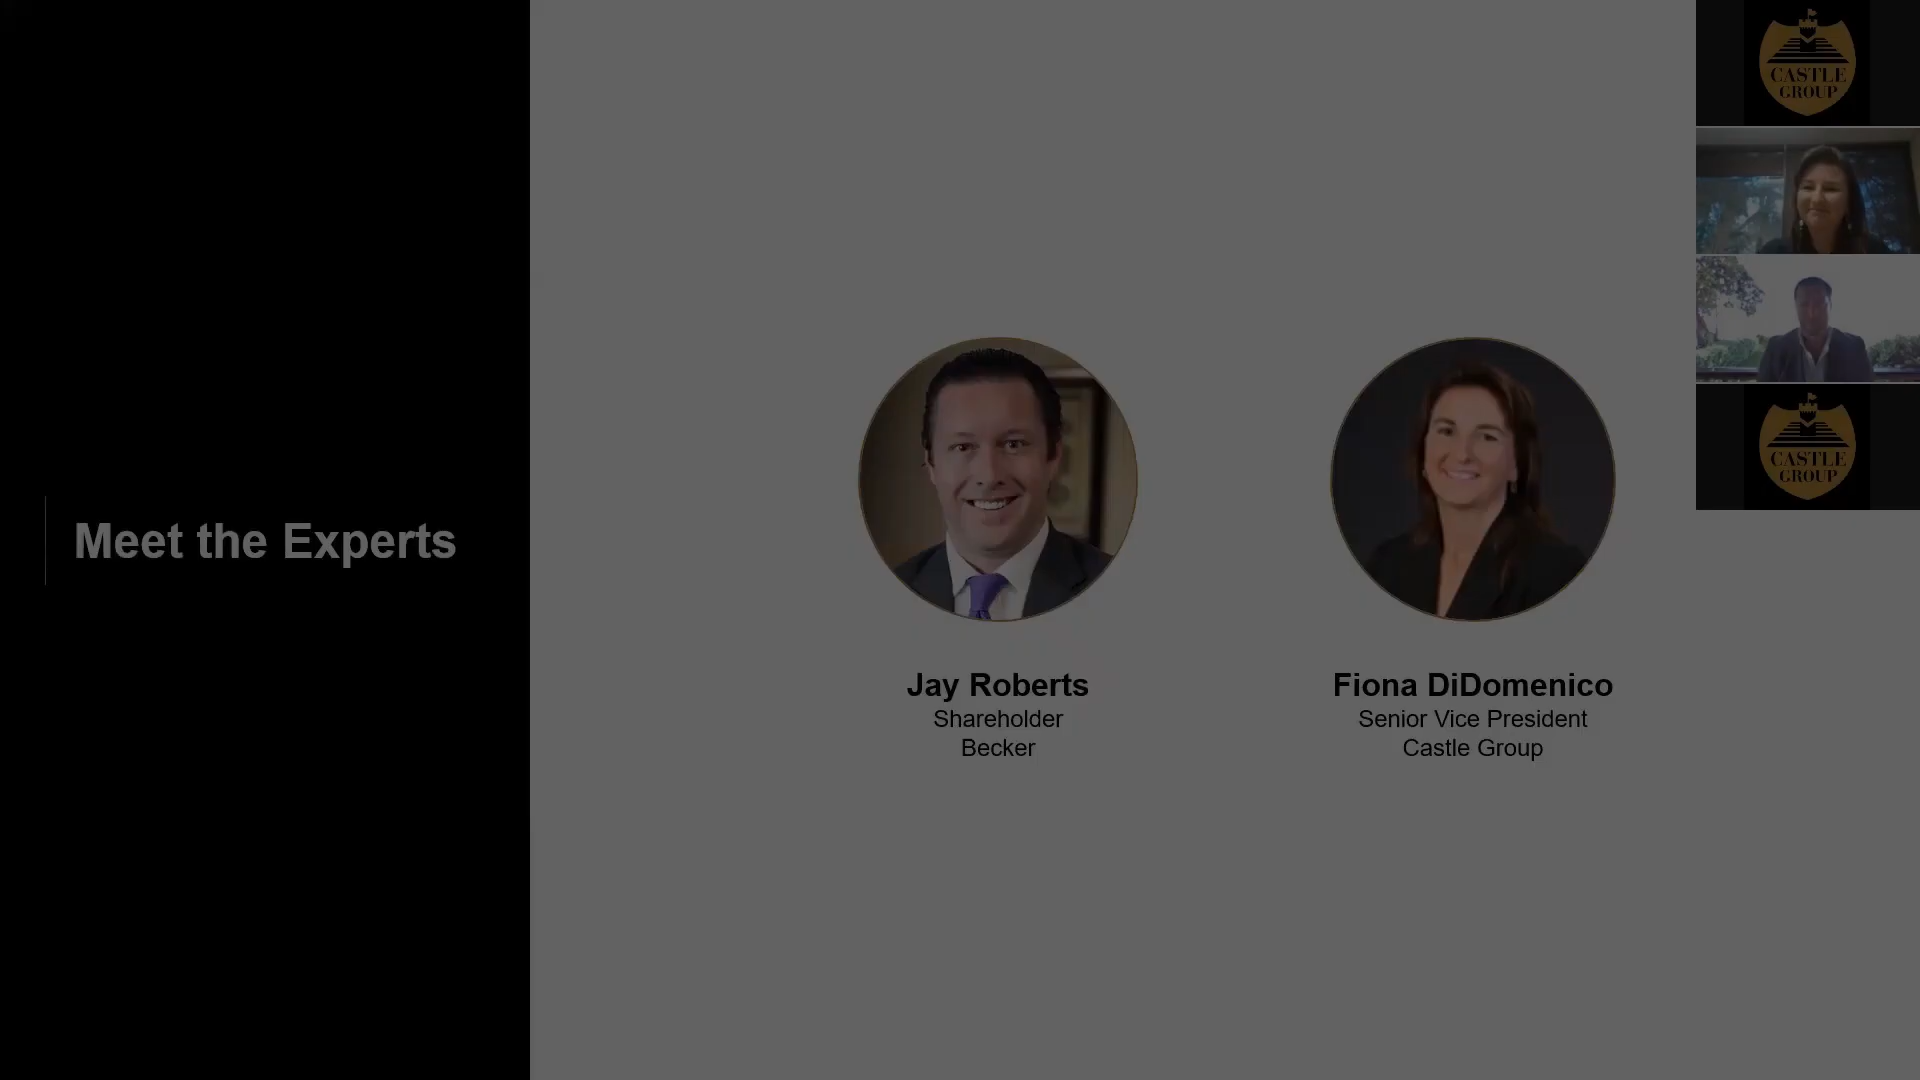 Meet the Experts
Jay Roberts
Shareholder
Becker
Fiona DiDomenico
Senior Vice President
Castle Group
CASTLE
GROUP
CASTLE
GROUP